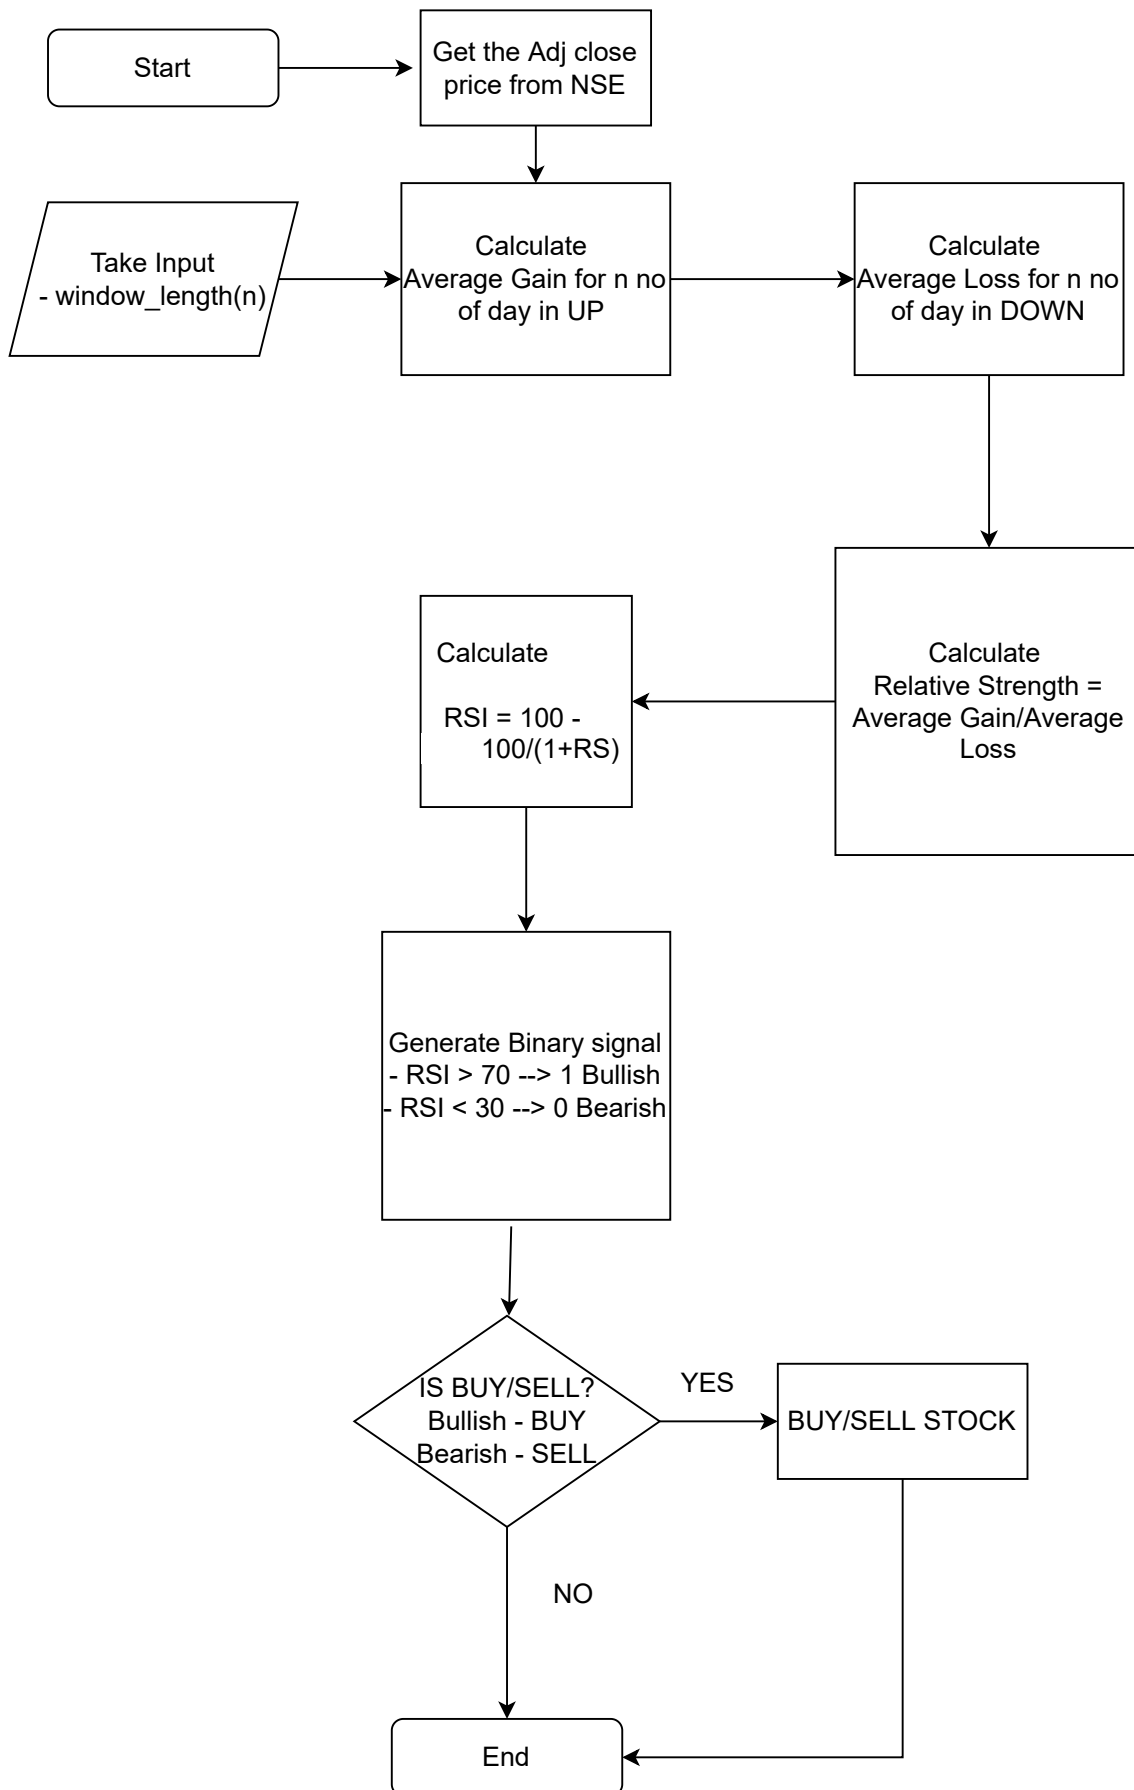 Start
Get the Adj close
price from NSE
Take Input
- window_length(n)
Calculate
Average Gain for n no
of day in UP
Calculate
Average Loss for n no
of day in DOWN
Calculate
Relative Strength =
Average Gain/Average
Loss
Calculate
RSI = 100 -
100/(1+RS)
Generate Binary signal
- RSI > 70 --> 1 Bullish
- RSI < 30 --> 0 Bearish
IS BUY/SELL?
Bullish - BUY
Bearish - SELL
YES
BUY/SELL STOCK
NO
End